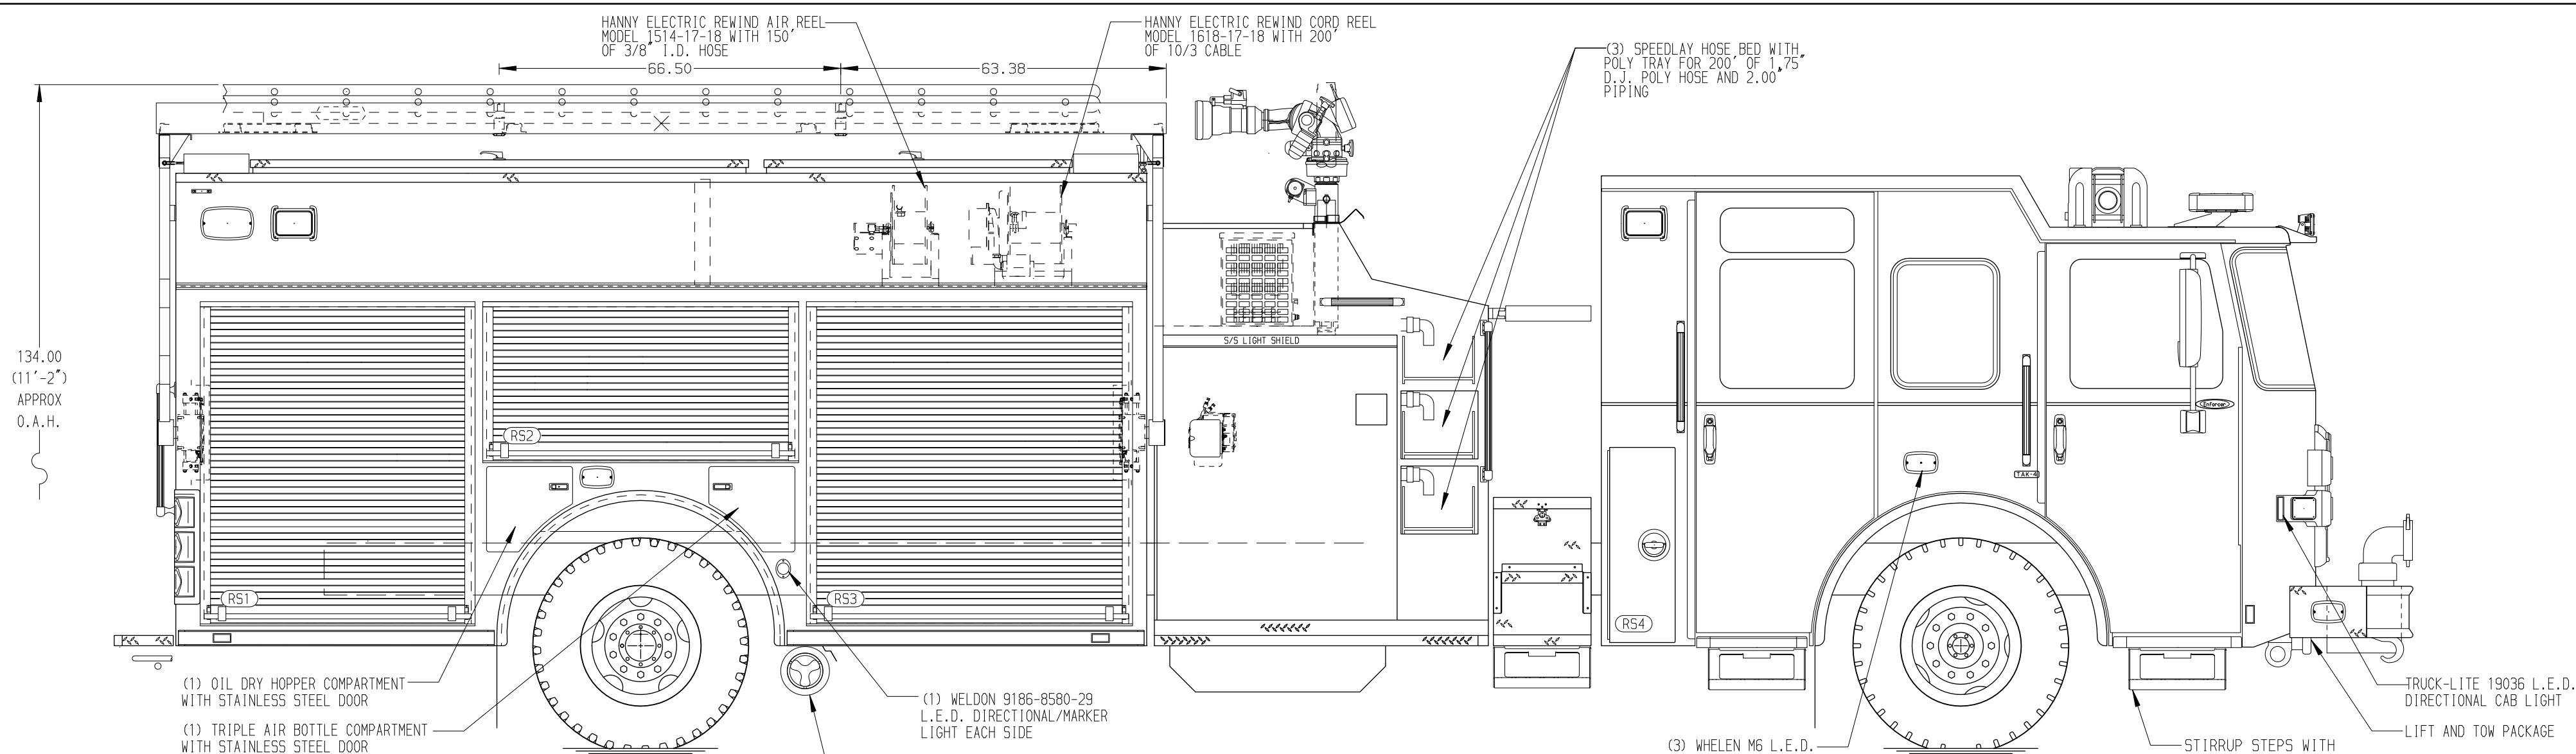 HANNY ELECTRIC REWIND AIR REEL
MODEL 1514-17-18 WITH 150'
OF 3/8" I.D. HOSE
HANNY ELECTRIC REWIND CORD REEL
MODEL 1618-17-18 WITH 200'
OF 10/3 CABLE
(3) SPEEDLAY HOSE BED WITH
POLY TRAY FOR 200' OF 1.75"
D.J. POLY HOSE AND 2.00"
PIPING
66.50
63.38
134.00
(11'-2")
APPROX
O.A.H.
S/S LIGHT SHIELD
Enforcer
RS2
TAK-4
RS1
RS3
RS4
(1) OIL DRY HOPPER COMPARTMENT
WITH STAINLESS STEEL DOOR
(1) TRIPLE AIR BOTTLE COMPARTMENT
WITH STAINLESS STEEL DOOR
(1) WELDON 9186-8580-29
L.E.D. DIRECTIONAL/MARKER
LIGHT EACH SIDE
(3) WHELEN M6 L.E.D.
STIRRUP STEPS WITH
TRUCK-LITE 19036 L.E.D.
DIRECTIONAL CAB LIGHT
LIFT AND TOW PACKAGE